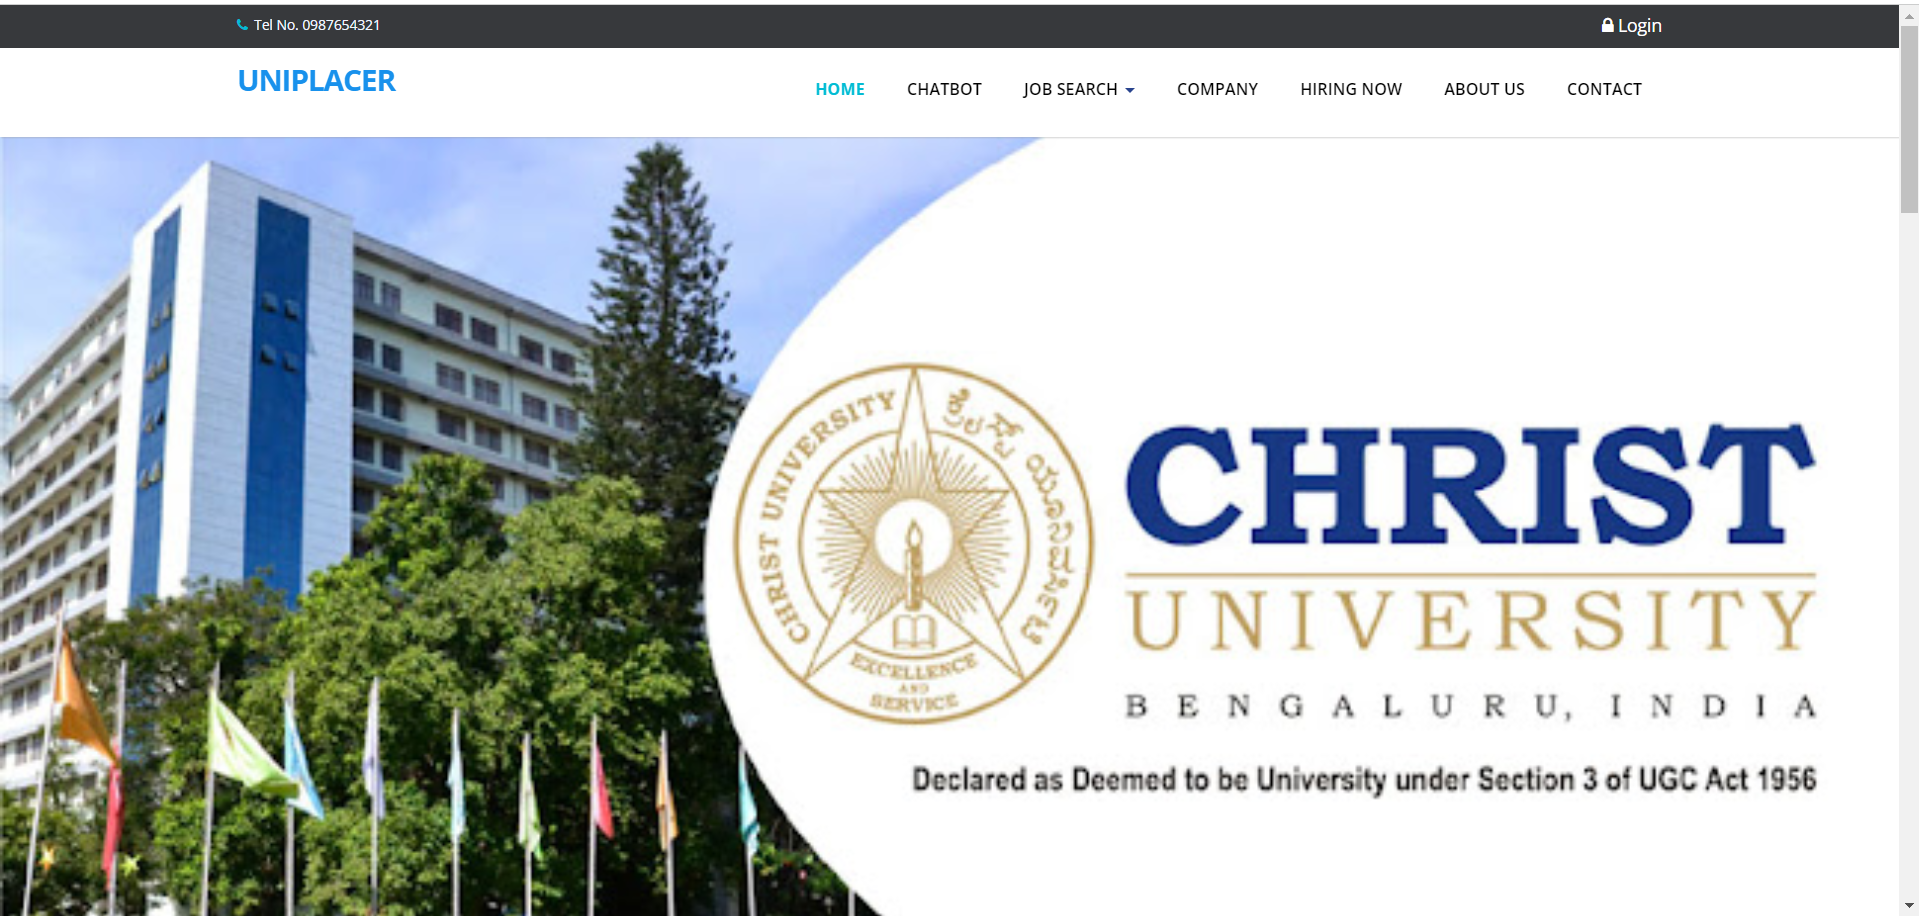 Tel No. 0987654321
Login
UNIPLACER
HOME CHATBOT JOB SEARCH COMPANY HIRING NOW ABOUT US CONTACT
CHRIST UNIVERSITY
ಕ್ರೈಸ್ಟ್ ಯೂನಿವರ್ಸಿಟಿ
EXCELLENCE
AND
SERVICE
CHRIST
UNIVERSITY
BENGALURU, INDIA
Declared as Deemed to be University under Section 3 of UGC Act 1956